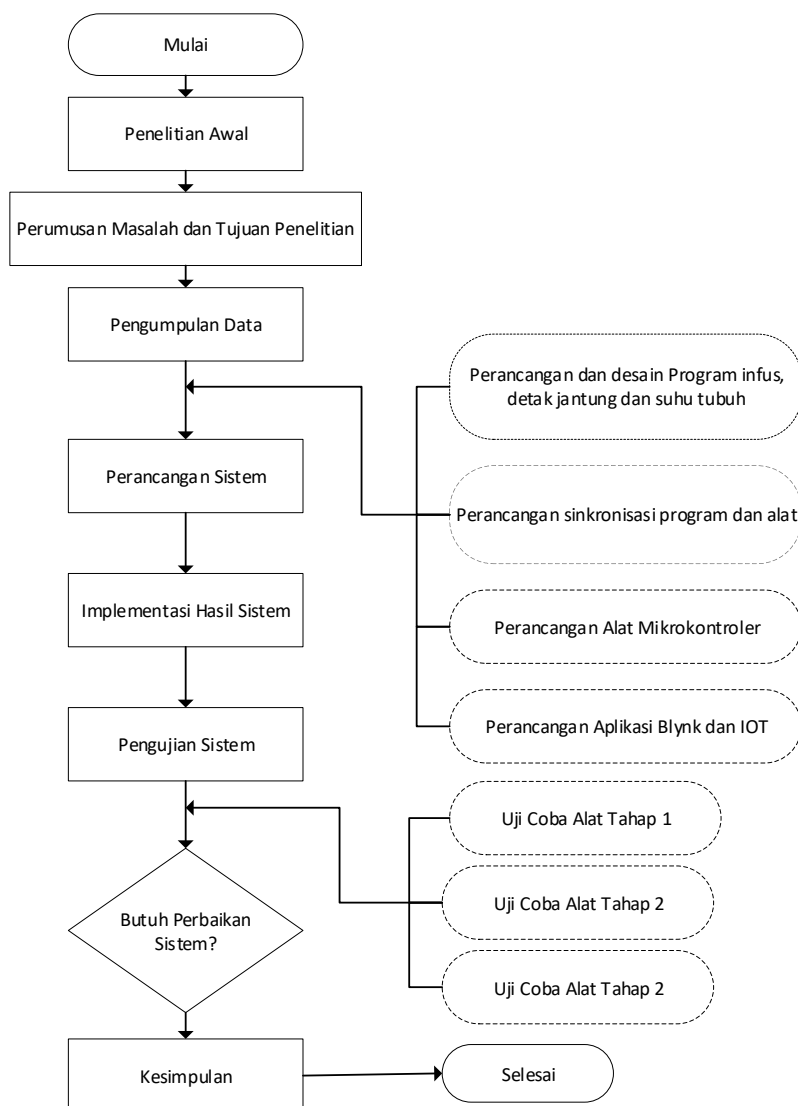 Mulai
Penelitian Awal
Perumusan Masalah dan Tujuan Penelitian
Pengumpulan Data
Perancangan dan desain Program infus,
detak jantung dan suhu tubuh
Perancangan Sistem
Perancangan sinkronisasi program dan alat
Implementasi Hasil Sistem
Perancangan Alat Mikrokontroler
Pengujian Sistem
Perancangan Aplikasi Blynk dan IOT
Uji Coba Alat Tahap 1
Butuh Perbaikan
Sistem?
Uji Coba Alat Tahap 2
Uji Coba Alat Tahap 2
Kesimpulan
Selesai